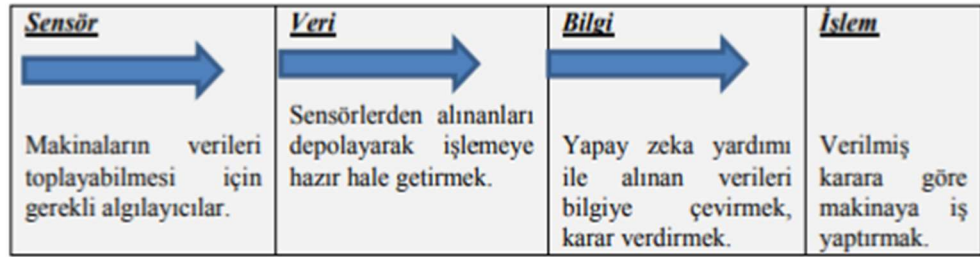 Sensör
Makinaların verileri
toplayabilmesi için
gerekli algılayıcılar.
Veri
Sensörlerden alınanları
depolayarak işlemeye
hazır hale getirmek.
Bilgi
Yapay zeka yardımı
ile alınan verileri
bilgiye çevirmek,
karar verdirmek.
İşlem
Verilmiş
karara göre
makinaya iş
yaptırmak.